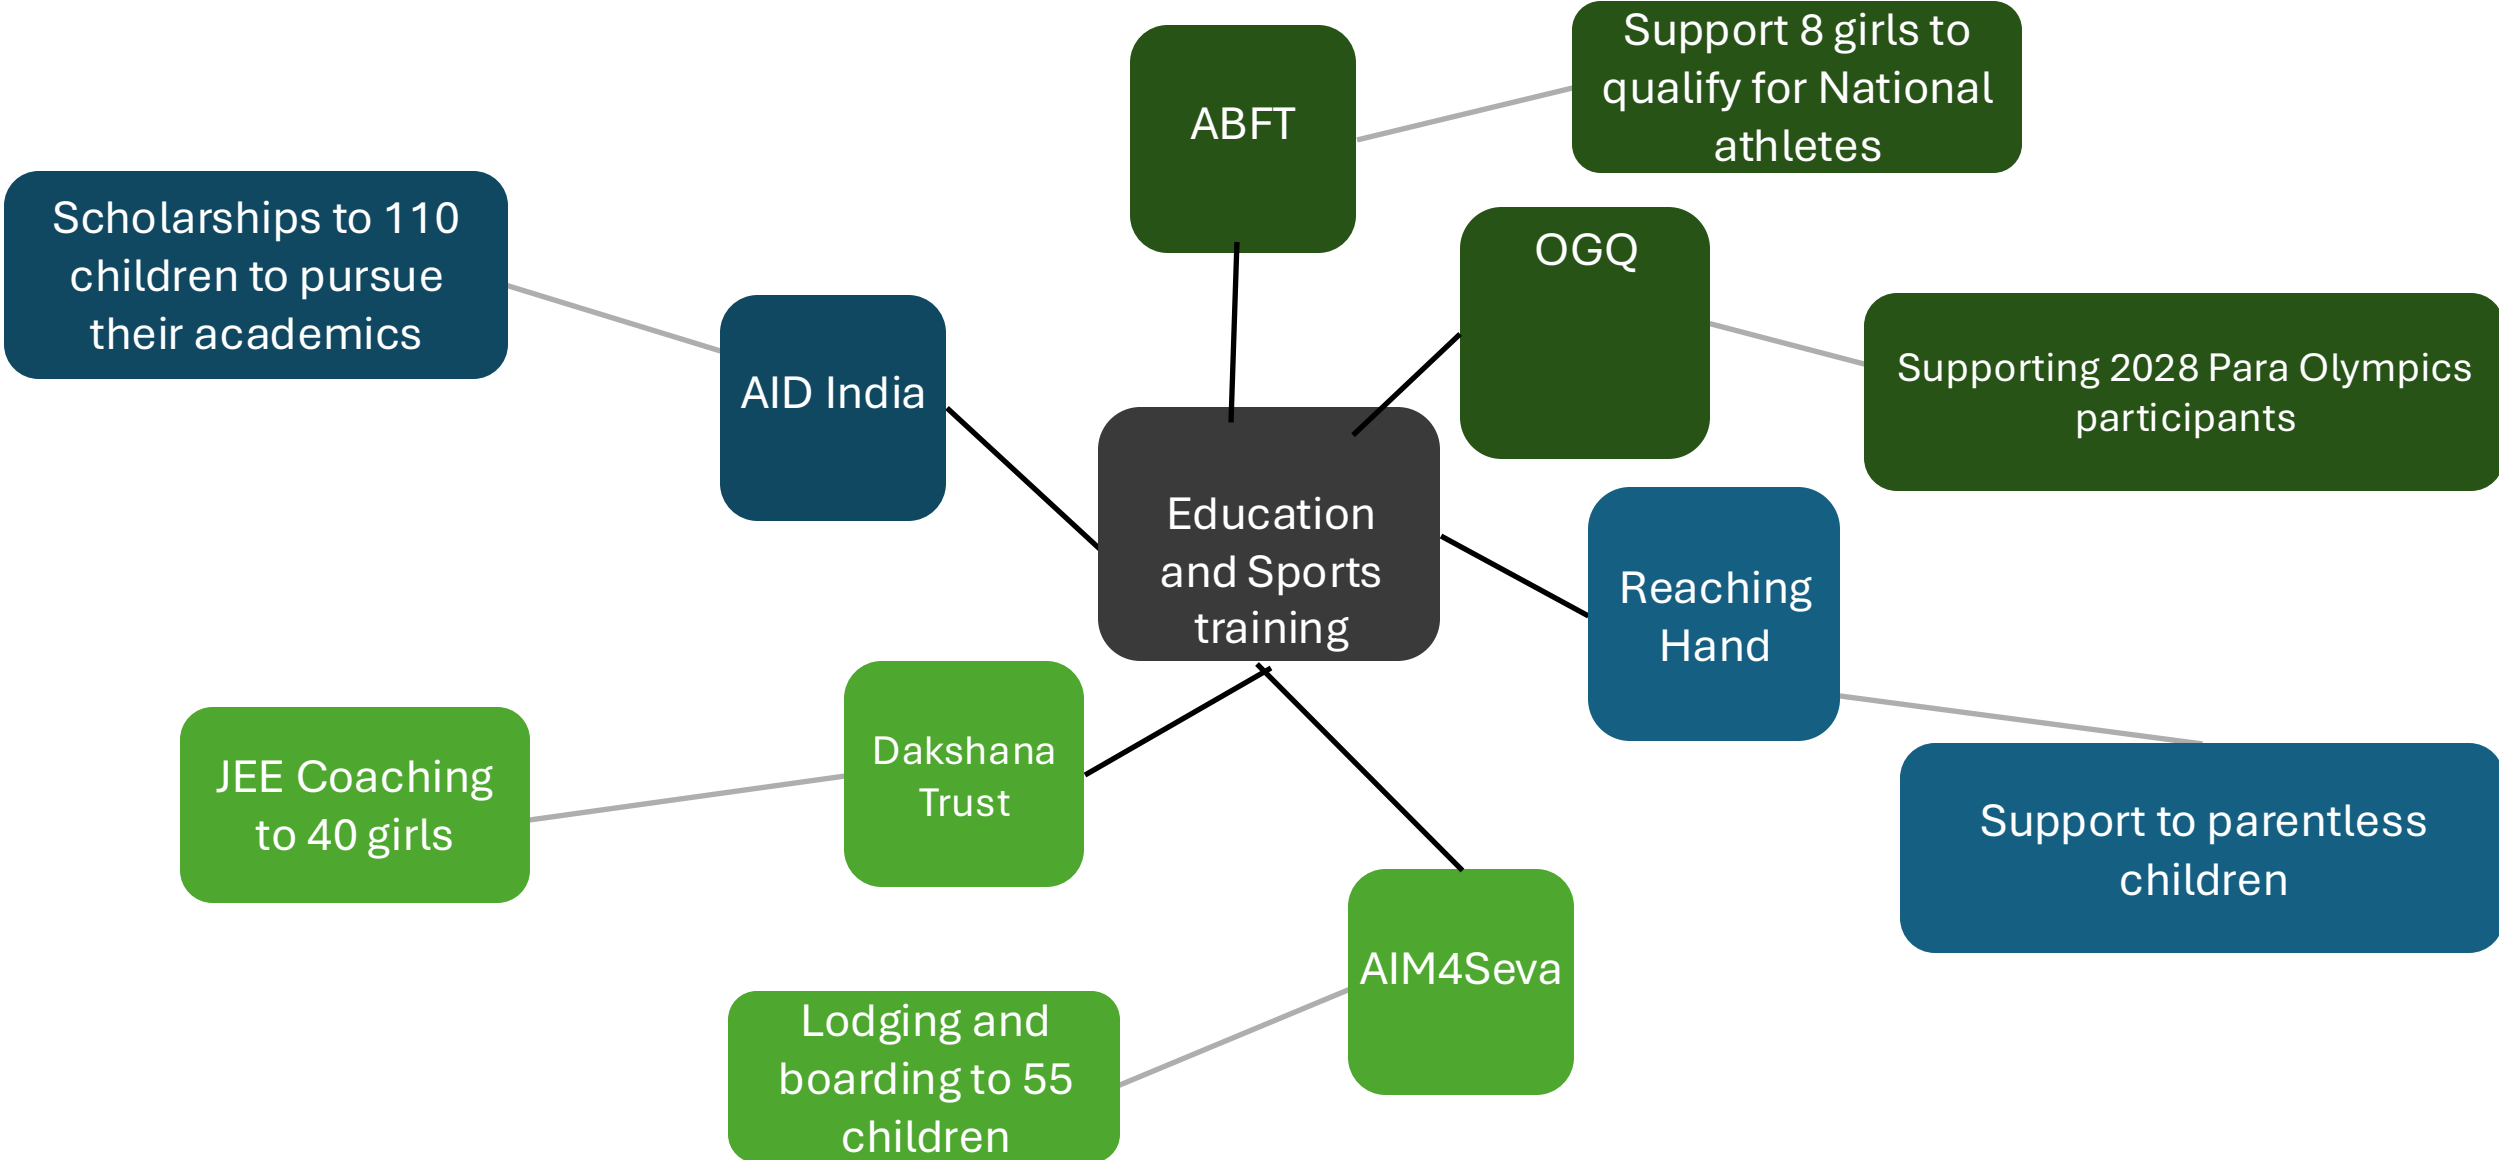 ABFT
Support 8 girls to
qualify for National
athletes
Scholarships to 110
children to pursue
their academics
OGQ
AID India
Supporting 2028 Para Olympics
participants
Education
and Sports
training
Reaching
Hand
Dakshana
Trust
JEE Coaching
to 40 girls
Support to parentless
children
AIM4Seva
Lodging and
boarding to 55
children